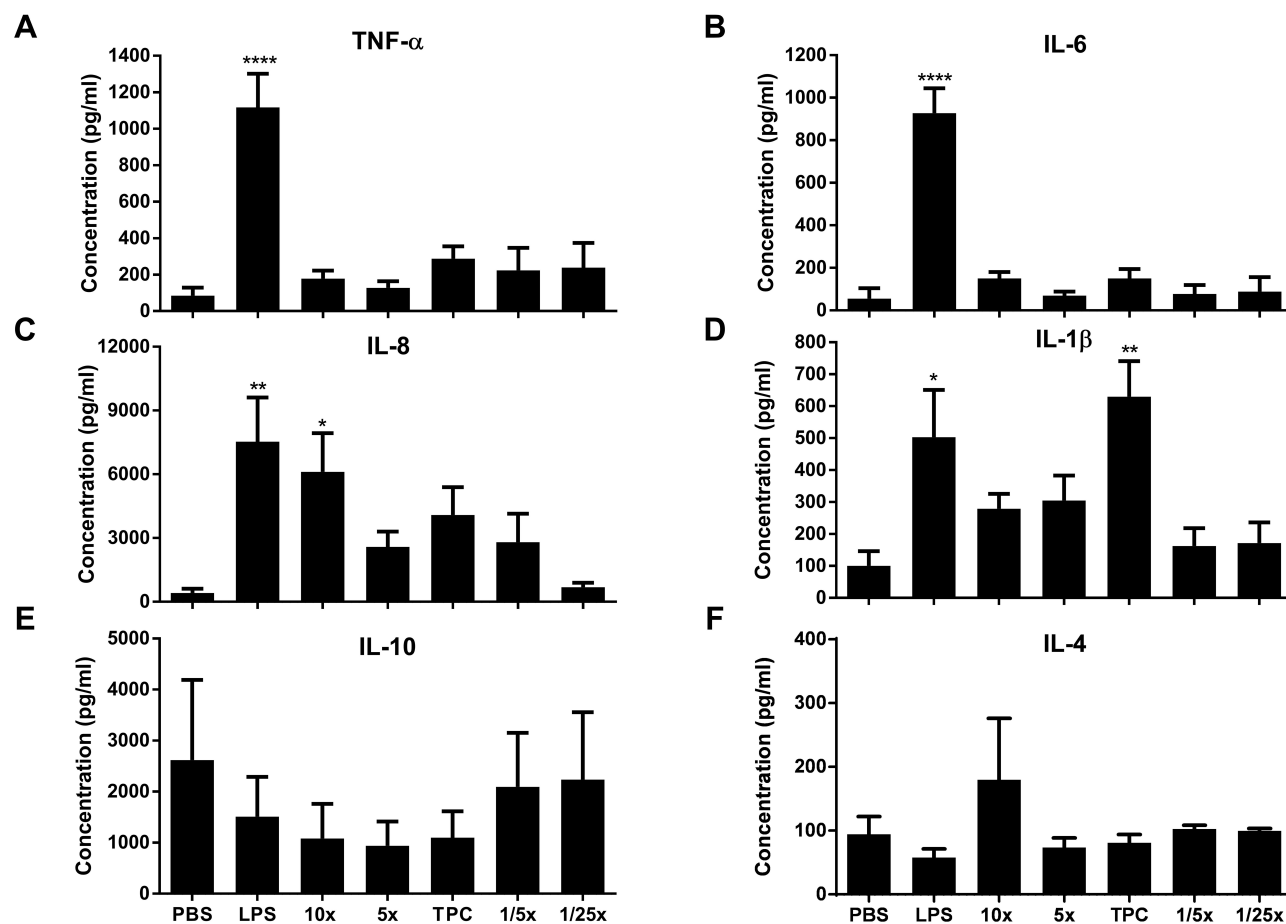 A
TNF-α
Concentration (pg/ml)
1400
1200
1000
800
600
400
200
0
****
B
IL-6
Concentration (pg/ml)
1200
1000
800
600
400
200
0
****
C
IL-8
Concentration (pg/ml)
12000
9000
6000
3000
0
**
*
D
IL-1β
Concentration (pg/ml)
800
700
600
500
400
300
200
100
0
*
**
E
IL-10
Concentration (pg/ml)
5000
4000
3000
2000
1000
0
PBS LPS 10x 5x TPC 1/5x 1/25x
F
IL-4
Concentration (pg/ml)
400
300
200
100
0
PBS LPS 10x 5x TPC 1/5x 1/25x